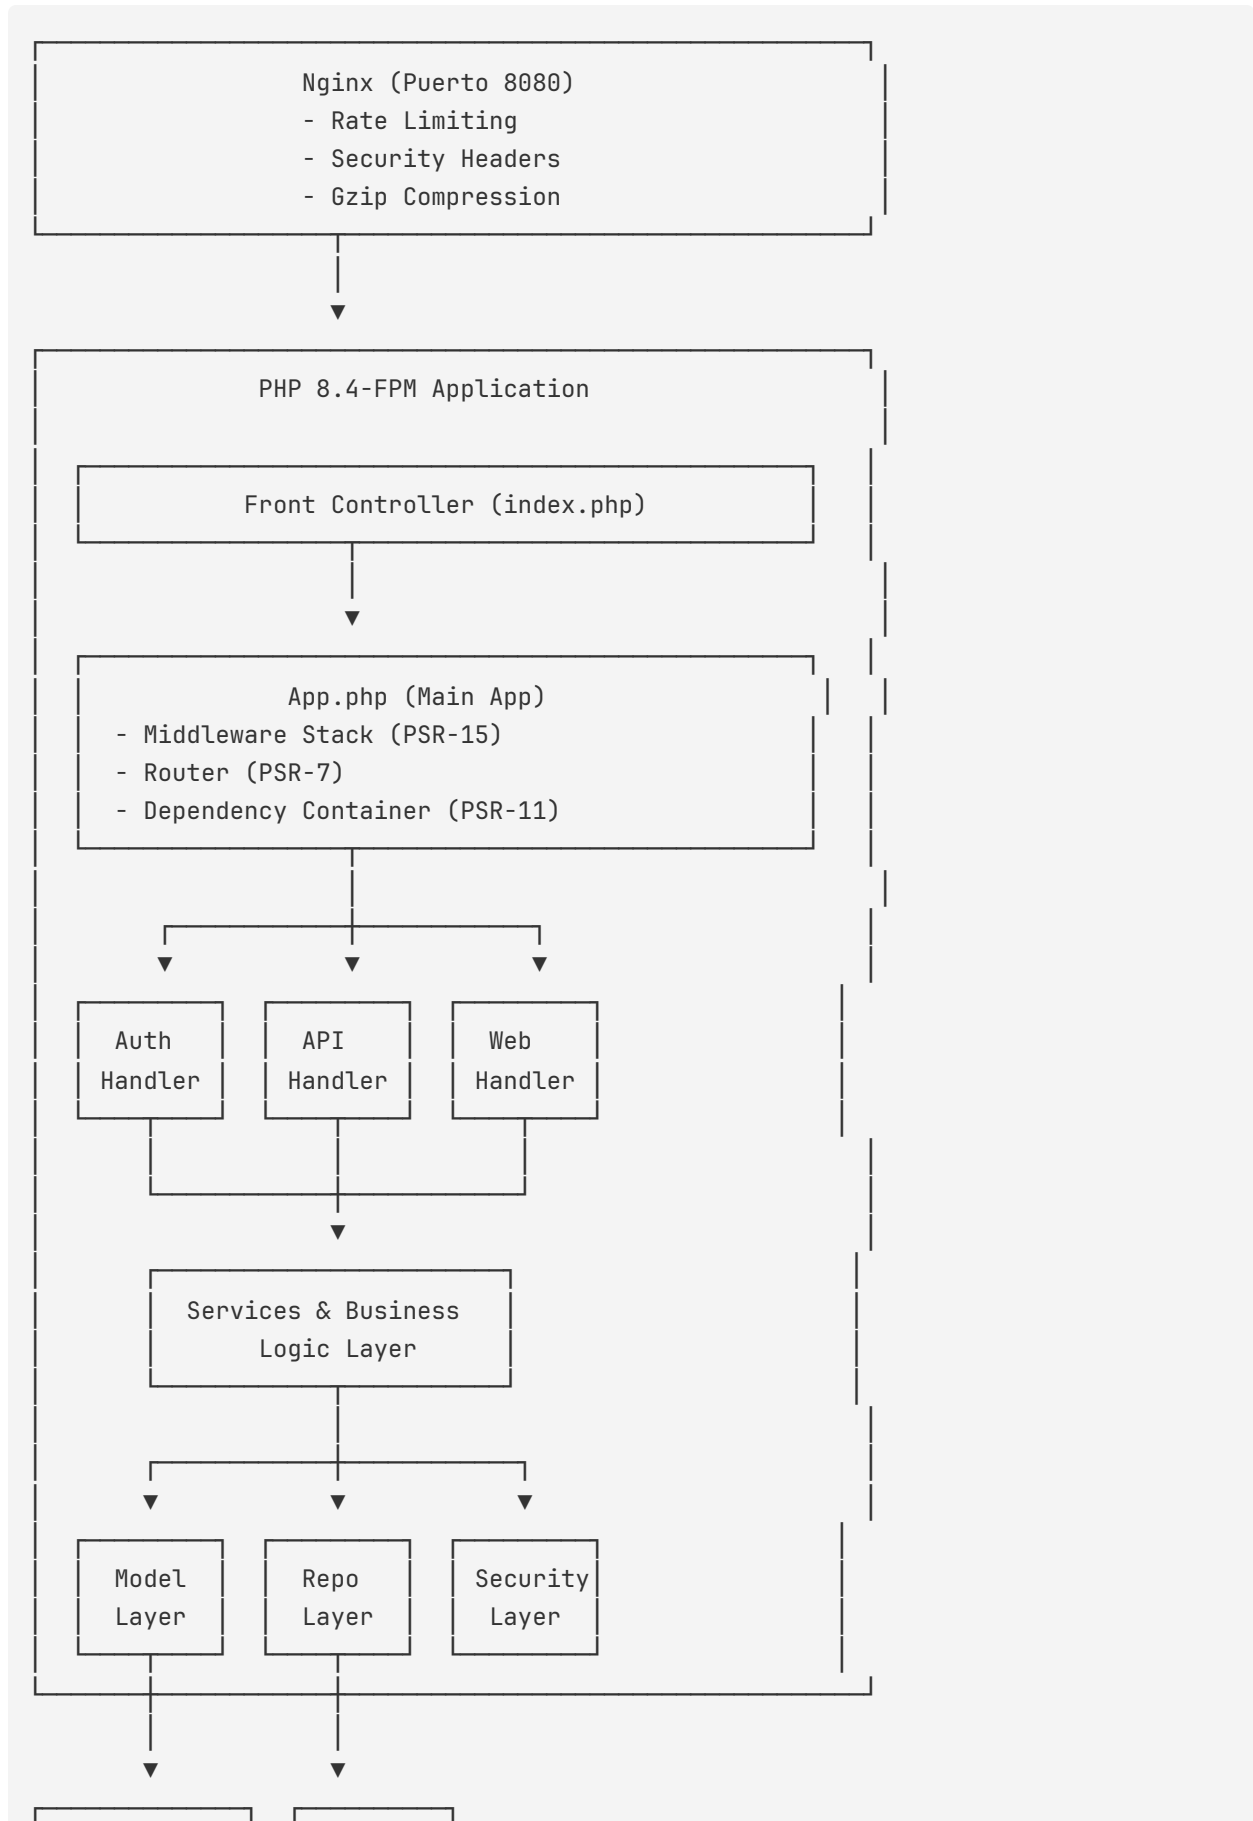 Nginx (Puerto 8080)
- Rate Limiting
- Security Headers
- Gzip Compression
PHP 8.4-FPM Application
Front Controller (index.php)
App.php (Main App)
- Middleware Stack (PSR-15)
- Router (PSR-7)
- Dependency Container (PSR-11)
Auth API Web
Handler Handler Handler
Services & Business
Logic Layer
Model Repo Security
Layer Layer Layer